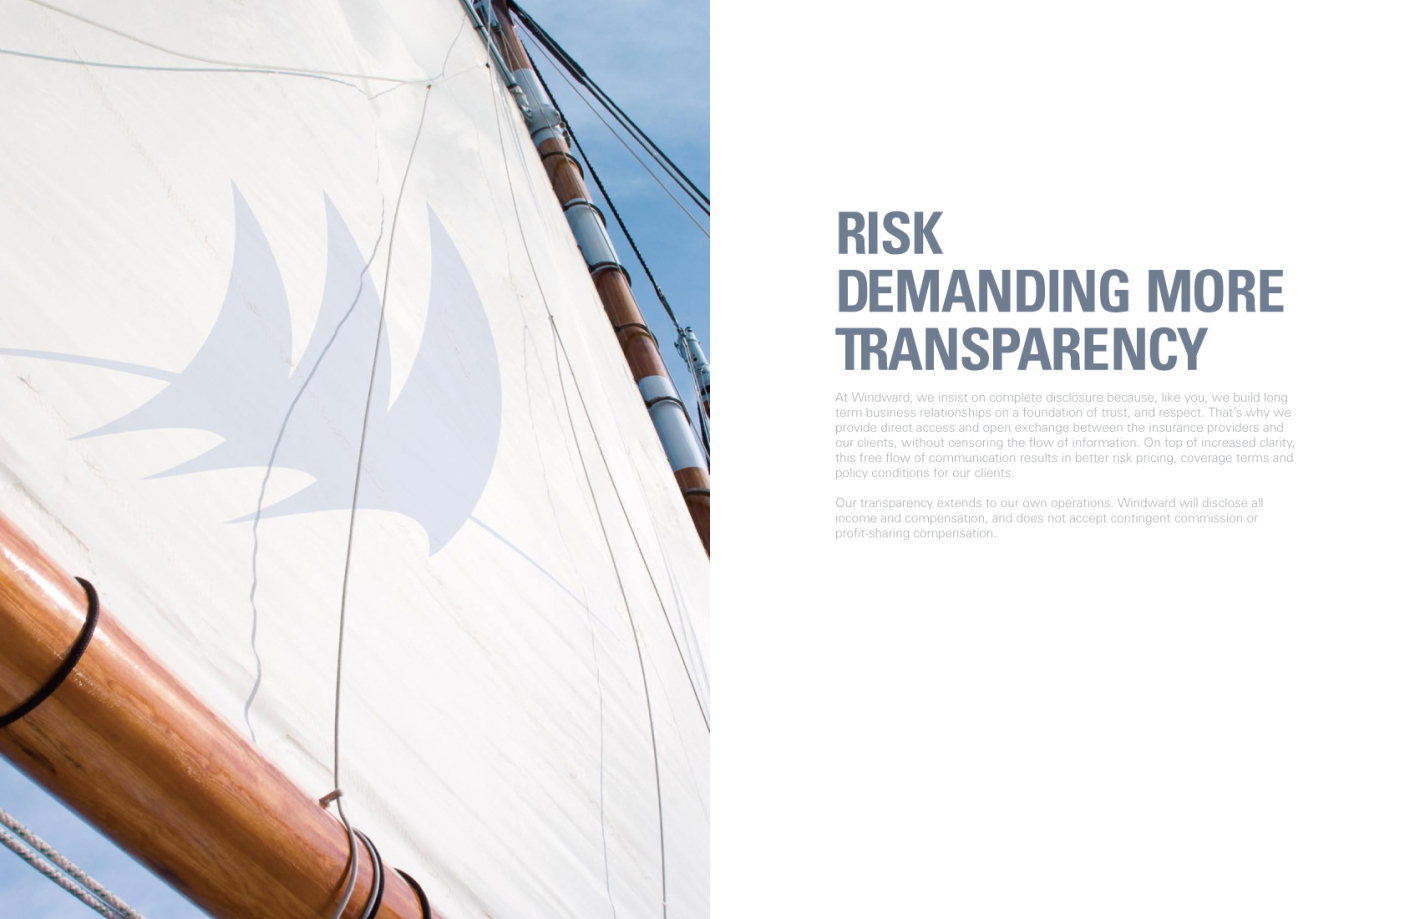 RISK
DEMANDING MORE
TRANSPARENCY
At Windward, we insist on complete disclosure because, like you, we build long
term business relationships on a foundation of trust, and respect. That's why we
provide direct access and open exchange between the insurance providers and
our clients, without censoring the flow of information. On top of increased clarity,
this free flow of communication results in better risk pricing, coverage terms and
policy conditions for our clients.
Our transparency extends to our own operations. Windward will disclose all
income and compensation, and does not accept contingent commission or
profit-sharing compensation.